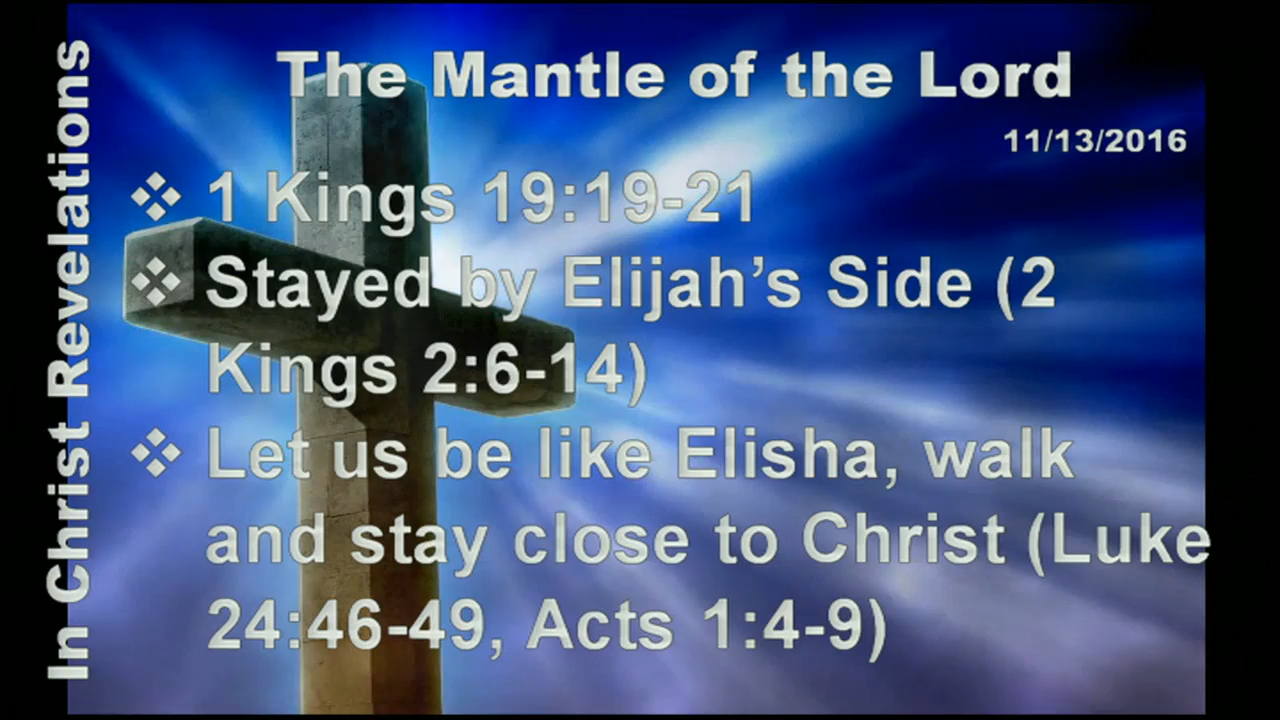 In Christ Revelations
The Mantle of the Lord
11/13/2016
❖ 1 Kings 19:19-21
❖ Stayed by Elijah’s Side (2
Kings 2:6-14)
❖ Let us be like Elisha, walk
and stay close to Christ (Luke
24:46-49, Acts 1:4-9)